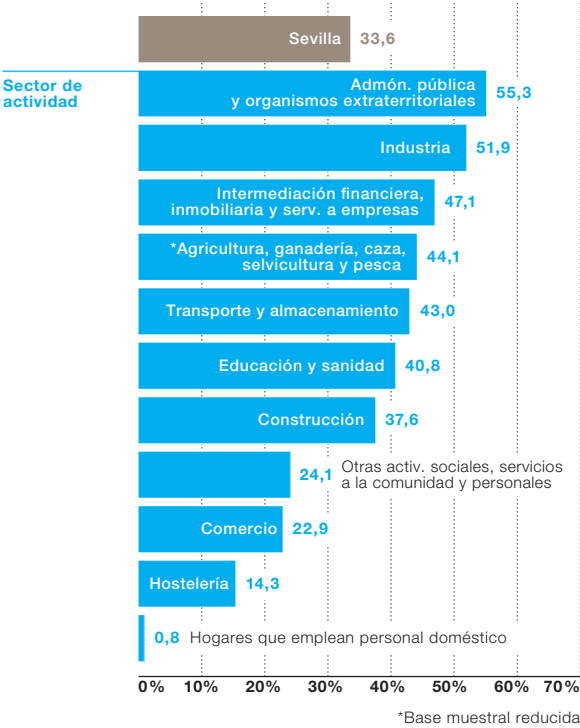 Sevilla 33,6
Sector de
actividad
Admón. pública
y organismos extraterritoriales 55,3
Industria 51,9
Intermediación financiera,
inmobiliaria y serv. a empresas 47,1
*Agricultura, ganadería, caza,
selvicultura y pesca 44,1
Transporte y almacenamiento 43,0
Educación y sanidad 40,8
Construcción 37,6
24,1 Otras activ. sociales, servicios
a la comunidad y personales
Comercio 22,9
Hostelería 14,3
0,8 Hogares que emplean personal doméstico
0% 10% 20% 30% 40% 50% 60% 70%
*Base muestral reducida